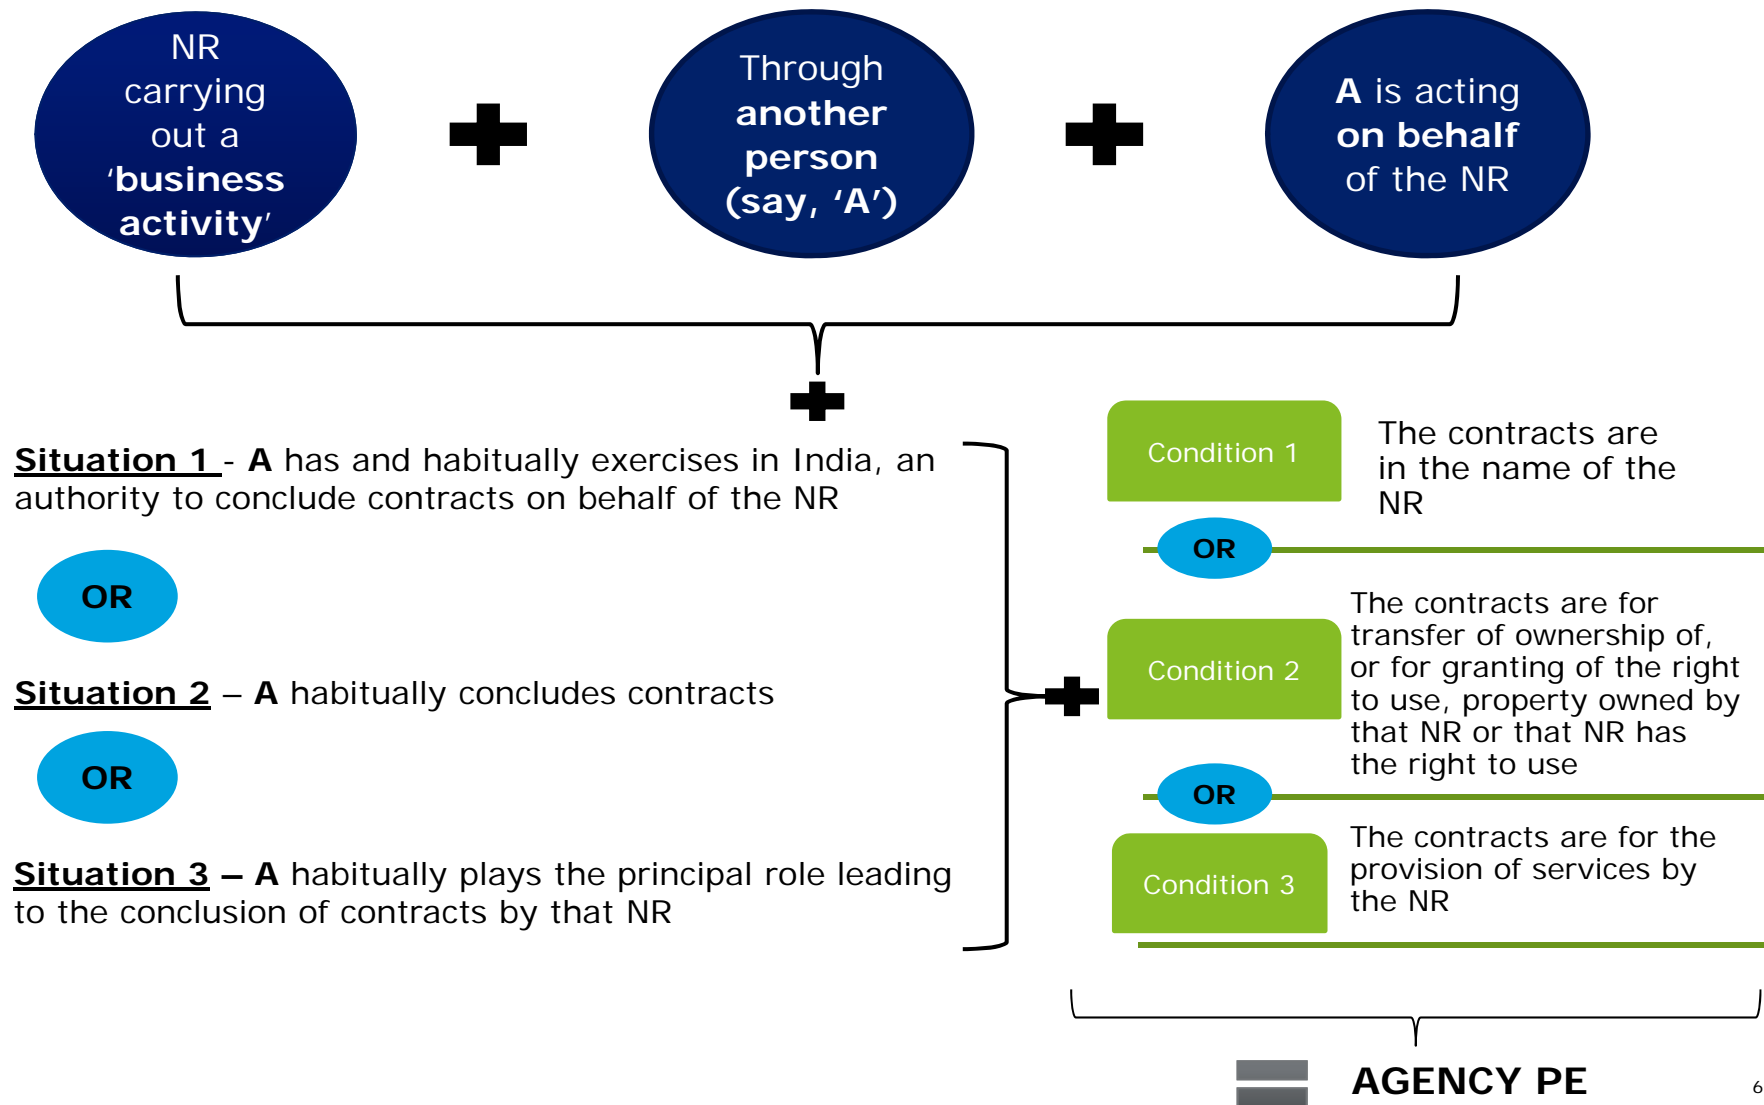 NR
carrying
out a
‘business
activity’
Through
another
person
(say, ‘A’)
A is acting
on behalf
of the NR
Situation 1 - A has and habitually exercises in India, an
authority to conclude contracts on behalf of the NR
OR
Situation 2 – A habitually concludes contracts
OR
Situation 3 – A habitually plays the principal role leading
to the conclusion of contracts by that NR
Condition 1
The contracts are
in the name of the
NR
OR
Condition 2
The contracts are for
transfer of ownership of,
or for granting of the right
to use, property owned by
that NR or that NR has
the right to use
OR
Condition 3
The contracts are for the
provision of services by
the NR
AGENCY PE
6